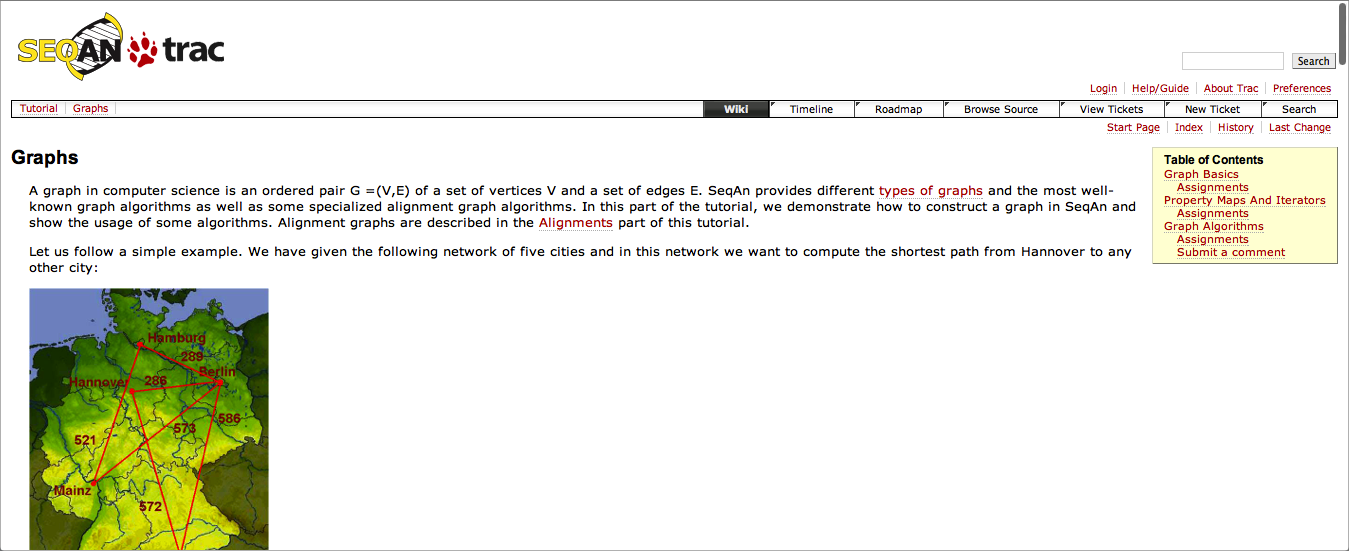 SEQAN trac
Search
Login Help/Guide About Trac Preferences
Tutorial Graphs Wiki Timeline Roadmap Browse Source View Tickets New Ticket Search
Start Page Index History Last Change
Graphs
A graph in computer science is an ordered pair G =(V,E) of a set of vertices V and a set of edges E. SeqAn provides different types of graphs and the most well-
known graph algorithms as well as some specialized alignment graph algorithms. In this part of the tutorial, we demonstrate how to construct a graph in SeqAn and
show the usage of some algorithms. Alignment graphs are described in the Alignments part of this tutorial.
Let us follow a simple example. We have given the following network of five cities and in this network we want to compute the shortest path from Hannover to any
other city:
Table of Contents
Graph Basics
Assignments
Property Maps And Iterators
Assignments
Graph Algorithms
Assignments
Submit a comment
Hamburg
289
Berlin
Hannover 286
586
573
521
Mainz
572